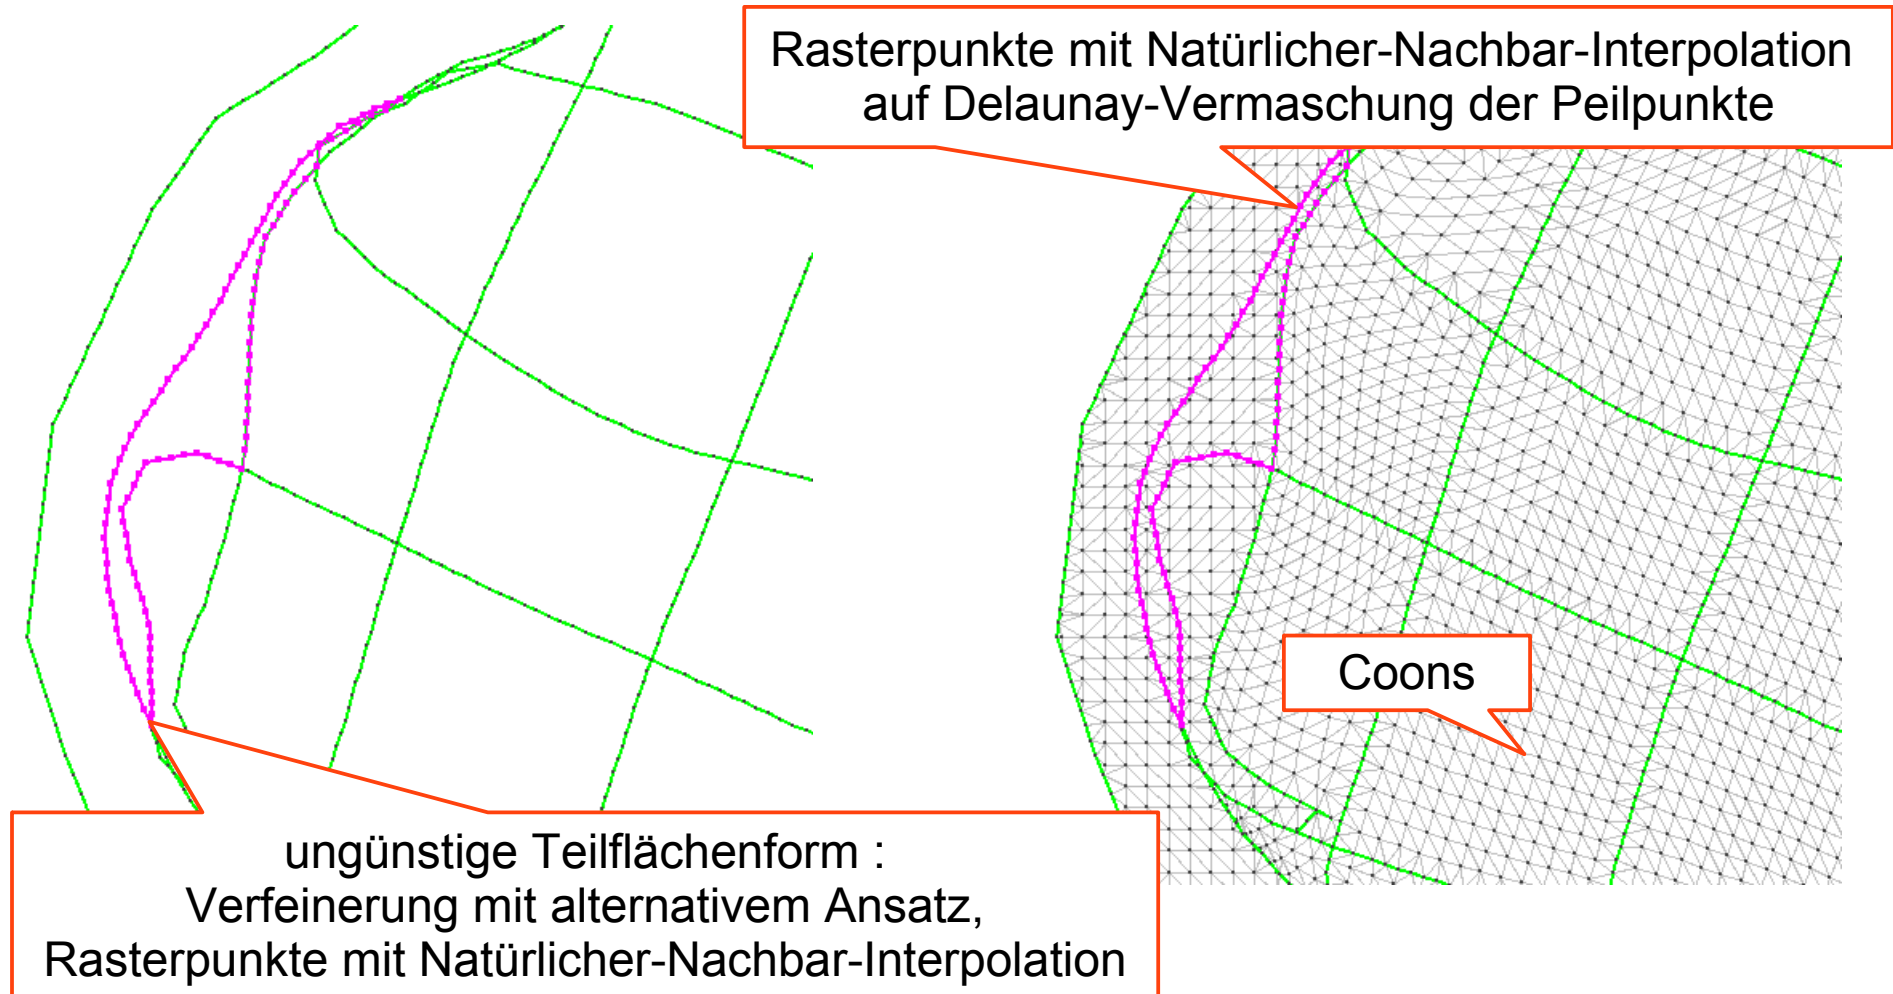 Rasterpunkte mit Natürlicher-Nachbar-Interpolation
auf Delaunay-Vermaschung der Peilpunkte
Coons
ungünstige Teilflächenform :
Verfeinerung mit alternativem Ansatz,
Rasterpunkte mit Natürlicher-Nachbar-Interpolation